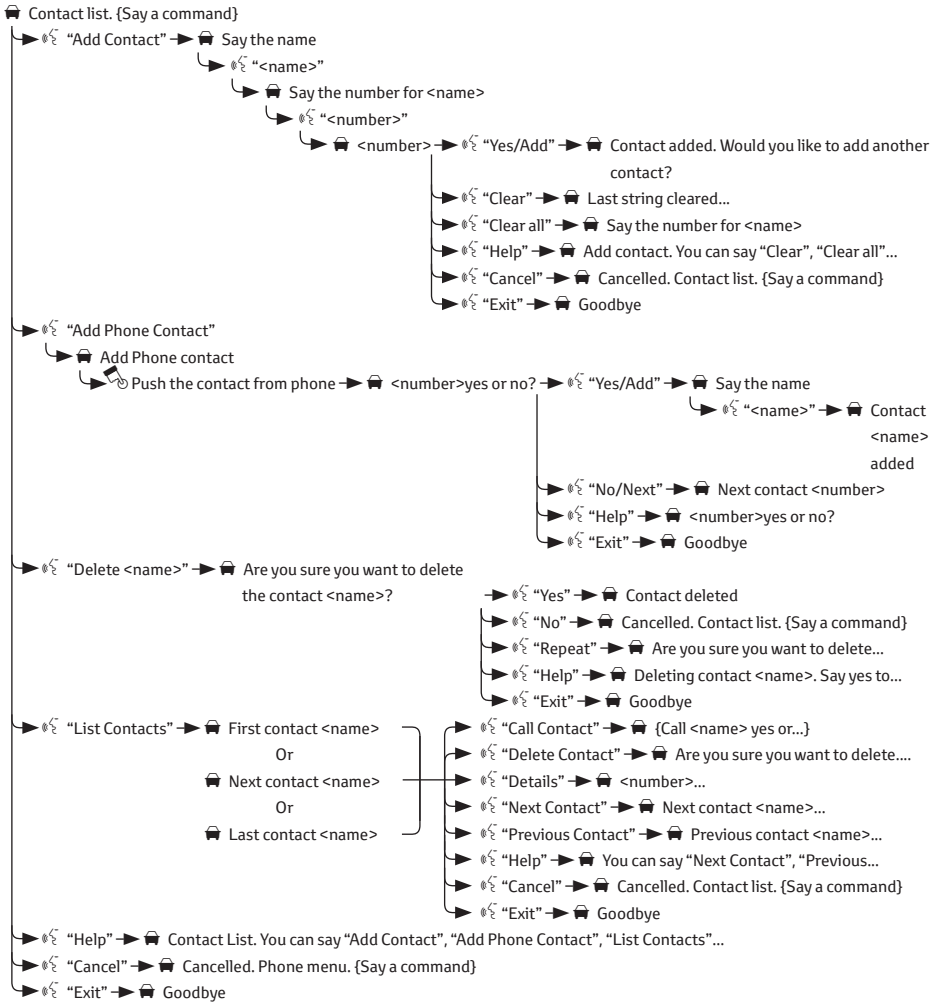 Contact list. {Say a command}
“Add Contact” Say the name
“<name>”
Say the number for <name>
“<number>”
<number> “Yes/Add” Contact added. Would you like to add another
contact?
“Clear” Last string cleared...
“Clear all” Say the number for <name>
“Help” Add contact. You can say “Clear”, “Clear all”...
“Cancel” Cancelled. Contact list. {Say a command}
“Exit” Goodbye
“Add Phone Contact”
Add Phone contact
Push the contact from phone <number>yes or no? “Yes/Add” Say the name
“<name>” Contact
<name>
added
“No/Next” Next contact <number>
“Help” <number>yes or no?
“Exit” Goodbye
“Delete <name>” Are you sure you want to delete
the contact <name>?
“Yes” Contact deleted
“No” Cancelled. Contact list. {Say a command}
“Repeat” Are you sure you want to delete...
“Help” Deleting contact <name>. Say yes to...
“Exit” Goodbye
“List Contacts” First contact <name> “Call Contact” {Call <name> yes or...}
Or “Delete Contact” Are you sure you want to delete....
Next contact <name> “Details” <number>...
Or “Next Contact” Next contact <name>...
Last contact <name> “Previous Contact” Previous contact <name>...
“Help” You can say “Next Contact”, “Previous...
“Cancel” Cancelled. Contact list. {Say a command}
“Exit” Goodbye
“Help” Contact List. You can say “Add Contact”, “Add Phone Contact”, “List Contacts”...
“Cancel” Cancelled. Phone menu. {Say a command}
“Exit” Goodbye